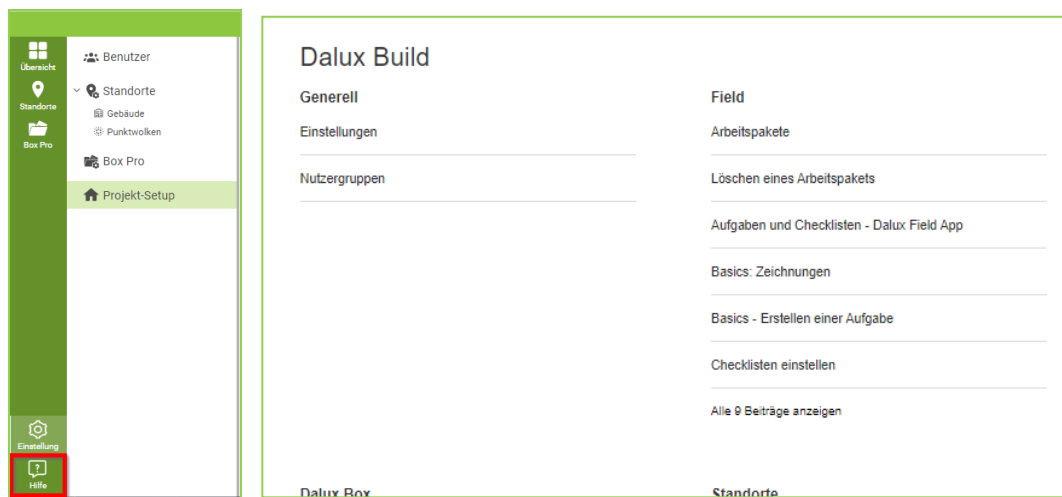 Übersicht
Standorte
Box Pro
Einstellung
Hilfe
Benutzer
Standorte
Gebäude
Punktwolken
Box Pro
Projekt-Setup
Dalux Build
Generell
Einstellungen
Nutzergruppen
Field
Arbeitspakete
Löschen eines Arbeitspakets
Aufgaben und Checklisten - Dalux Field App
Basics: Zeichnungen
Basics - Erstellen einer Aufgabe
Checklisten einstellen
Alle 9 Beiträge anzeigen
Dalux Box
Standorte